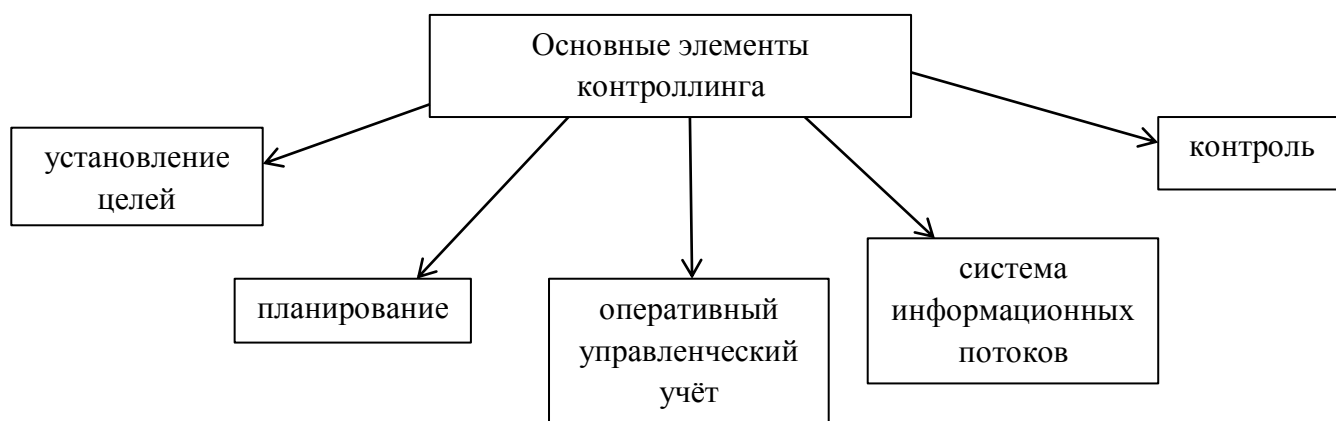 Основные элементы
контроллинга
установление
целей
планирование
оперативный
управленческий
учёт
система
информационных
потоков
контроль